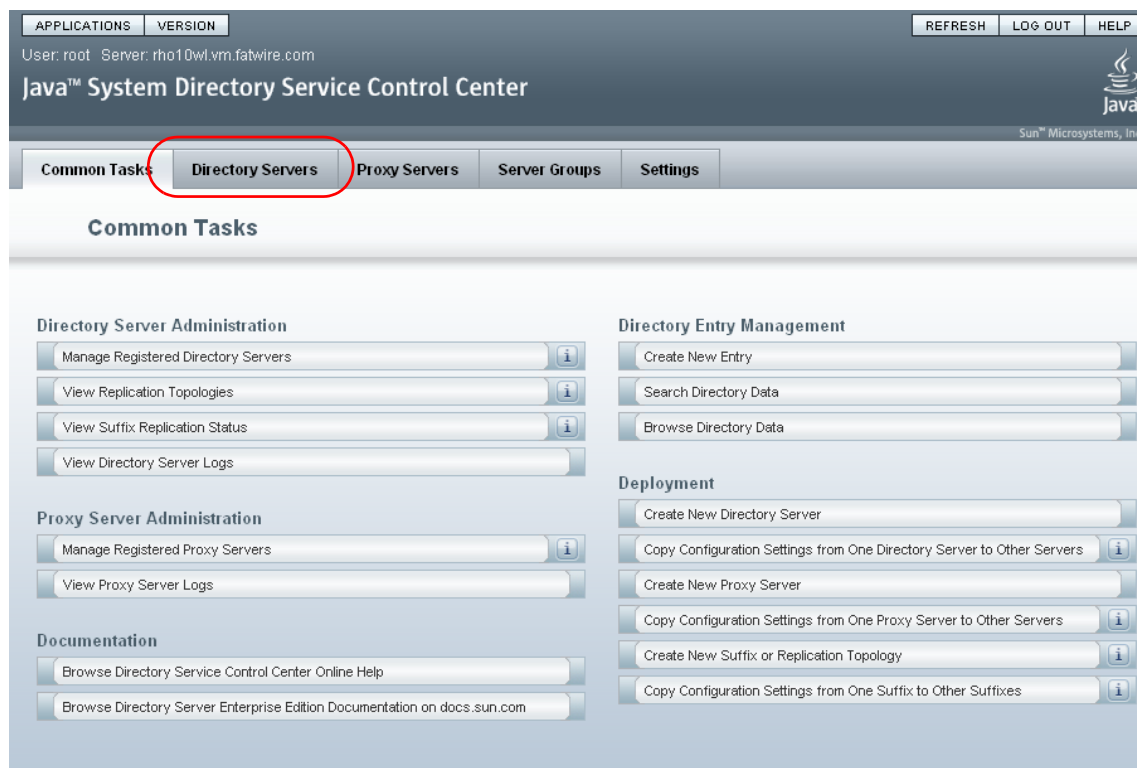 APPLICATIONS VERSION REFRESH LOG OUT HELP
User: root Server: rho10wl.vm.fatwire.com
Java™ System Directory Service Control Center
Java
Sun™ Microsystems, Inc
Common Tasks Directory Servers Proxy Servers Server Groups Settings
Common Tasks
Directory Server Administration
Manage Registered Directory Servers
View Replication Topologies
View Suffix Replication Status
View Directory Server Logs
Proxy Server Administration
Manage Registered Proxy Servers
View Proxy Server Logs
Documentation
Browse Directory Service Control Center Online Help
Browse Directory Server Enterprise Edition Documentation on docs.sun.com
Directory Entry Management
Create New Entry
Search Directory Data
Browse Directory Data
Deployment
Create New Directory Server
Copy Configuration Settings from One Directory Server to Other Servers
Create New Proxy Server
Copy Configuration Settings from One Proxy Server to Other Servers
Create New Suffix or Replication Topology
Copy Configuration Settings from One Suffix to Other Suffixes